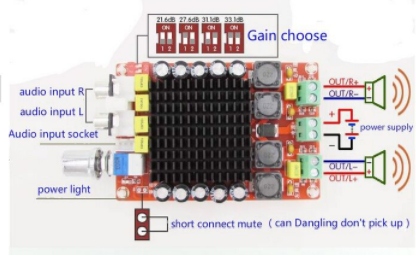 21.6dB 27.6dB 31.1dB 33.1dB
ON ON ON ON
1 2 1 2 1 2 1 2
Gain choose
audio input R
audio input L
Audio input socket
power light
OUT/R+
OUT/R-
+
power supply
-
OUT/L-
OUT/L+
short connect mute ( can Dangling don't pick up )